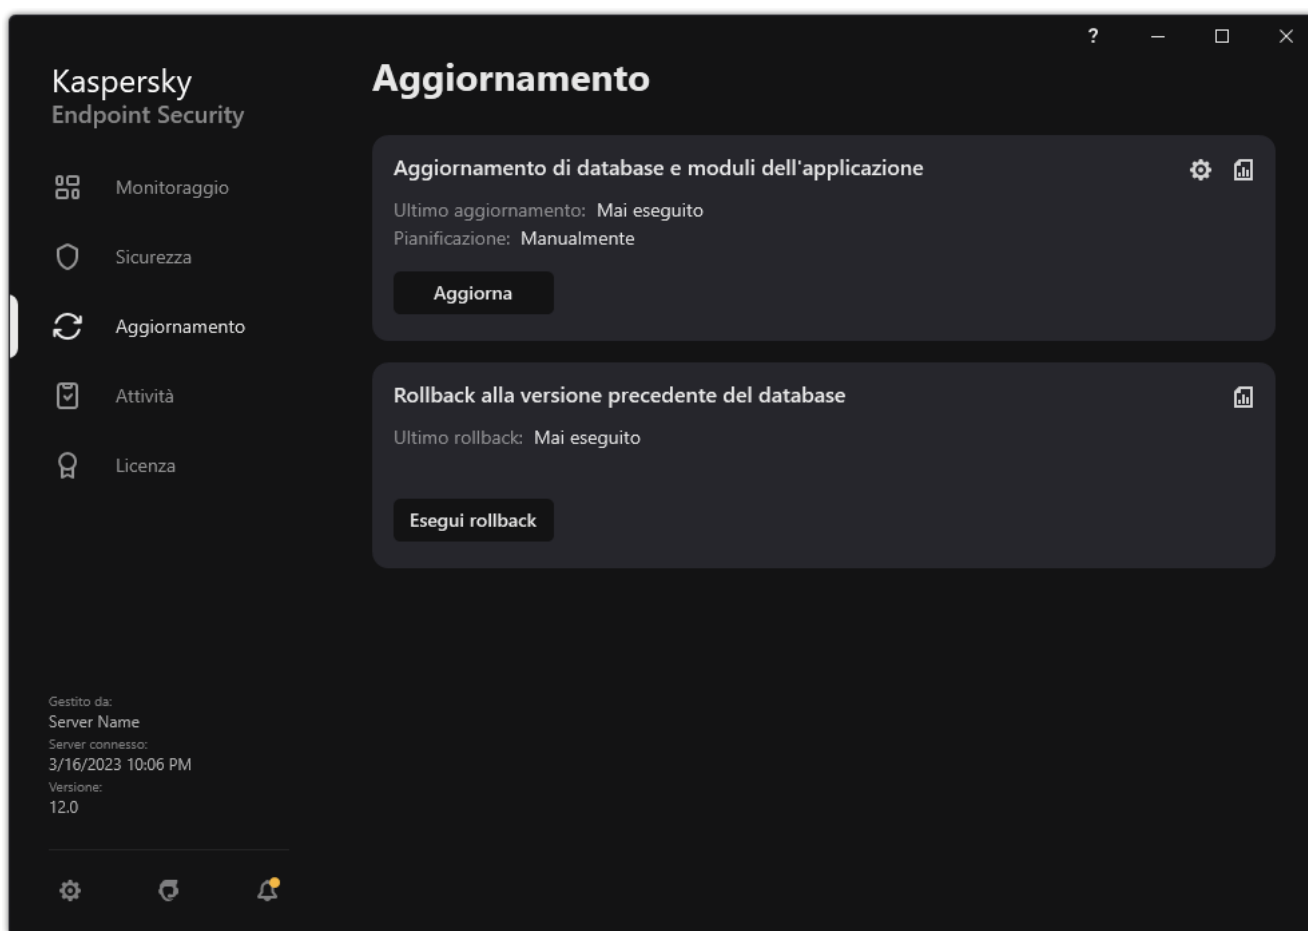 ?
Kaspersky
Endpoint Security
Monitoraggio
Sicurezza
Aggiornamento
Attività
Licenza
Gestito da:
Server Name
Server connesso:
3/16/2023 10:06 PM
Versione:
12.0
Aggiornamento
Aggiornamento di database e moduli dell'applicazione
Ultimo aggiornamento: Mai eseguito
Pianificazione: Manualmente
Aggiorna
Rollback alla versione precedente del database
Ultimo rollback: Mai eseguito
Esegui rollback